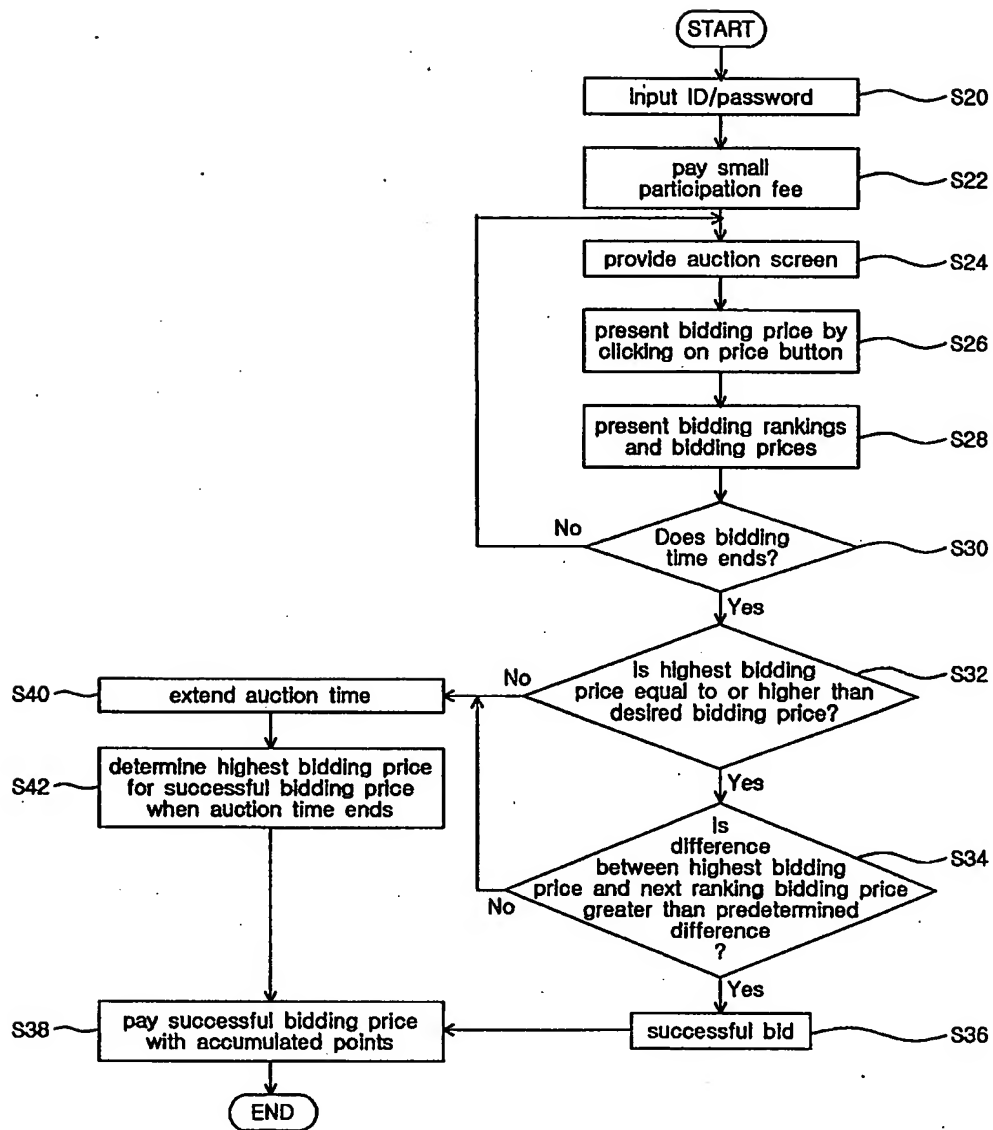 START
input ID/password
S20
pay small
participation fee
S22
provide auction screen
S24
present bidding price by
clicking on price button
S26
present bidding rankings
and bidding prices
S28
No
Does bidding
time ends?
S30
Yes
Is highest bidding
price equal to or higher than
desired bidding price?
S32
No
S40
extend auction time
Yes
S42
determine highest bidding price
for successful bidding price
when auction time ends
Is
difference
between highest bidding
price and next ranking bidding price
greater than predetermined
difference
?
S34
No
Yes
S38
pay successful bidding price
with accumulated points
successful bid
S36
END